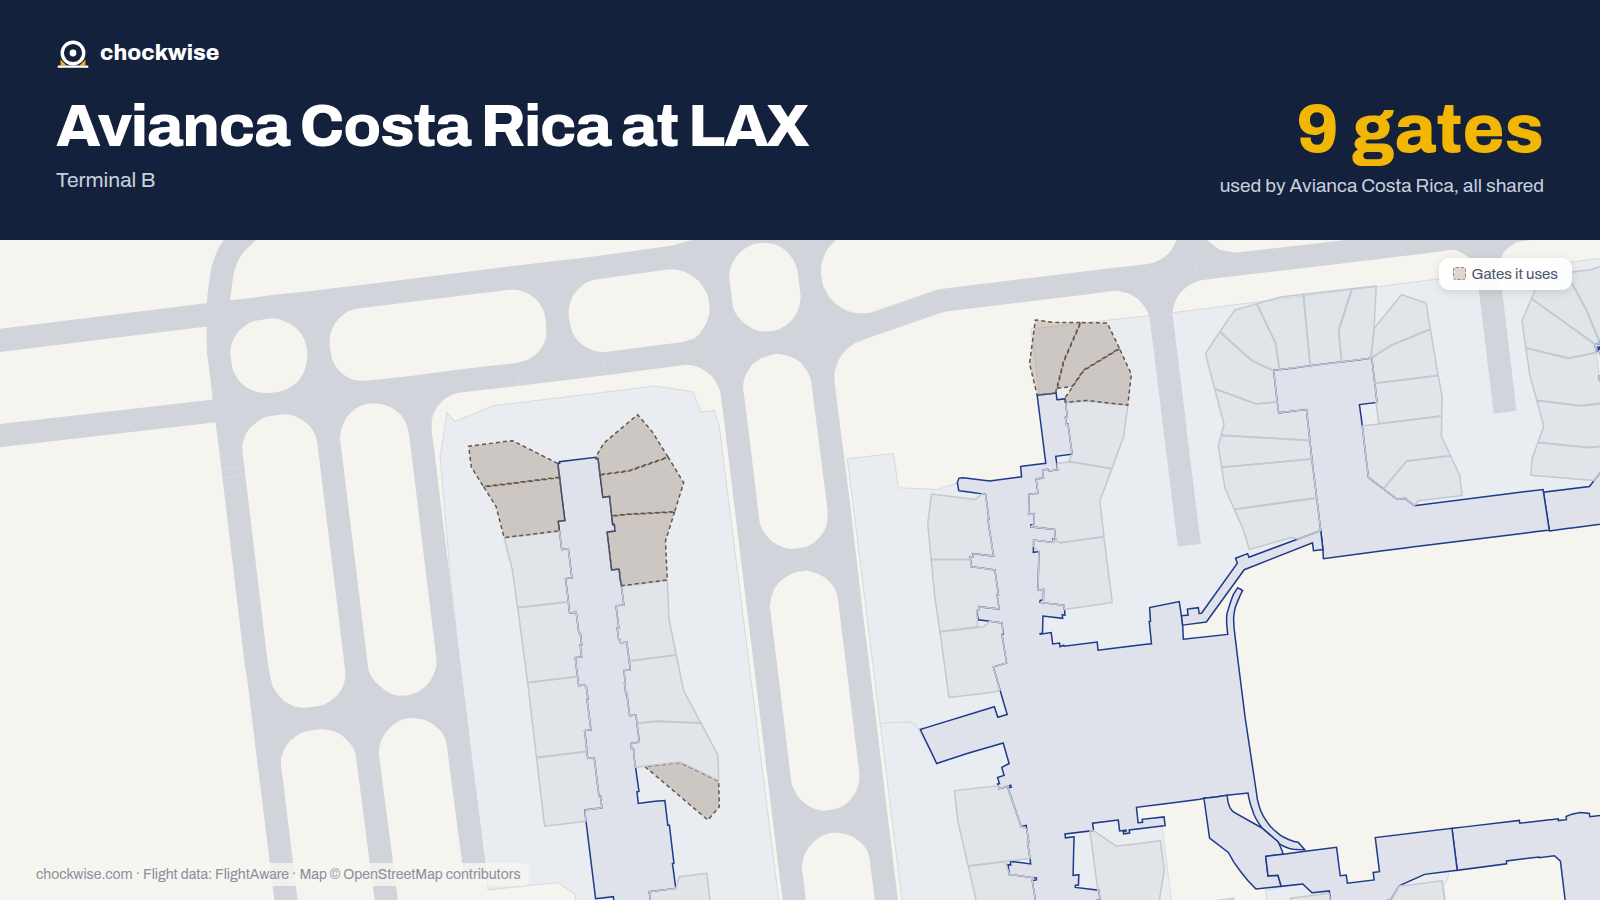 chockwise
Avianca Costa Rica at LAX
Terminal B
9 gates
used by Avianca Costa Rica, all shared
Gates it uses
chockwise.com · Flight data: FlightAware · Map © OpenStreetMap contributors